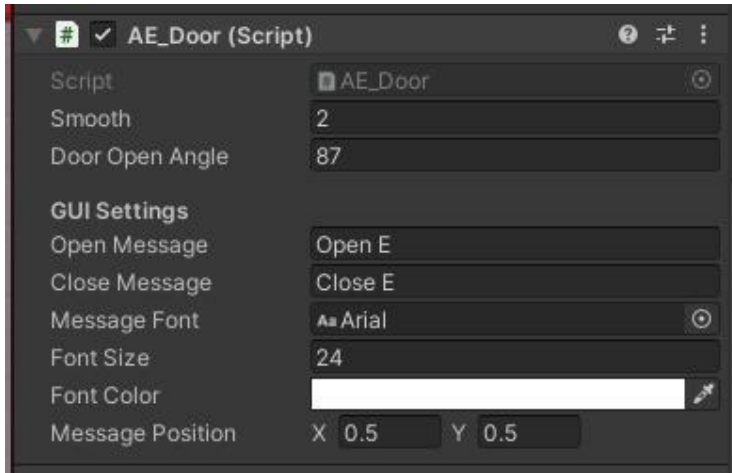 AE_Door (Script)
Script AE_Door
Smooth 2
Door Open Angle 87
GUI Settings
Open Message Open E
Close Message Close E
Message Font Aa Arial
Font Size 24
Font Color
Message Position X 0.5 Y 0.5